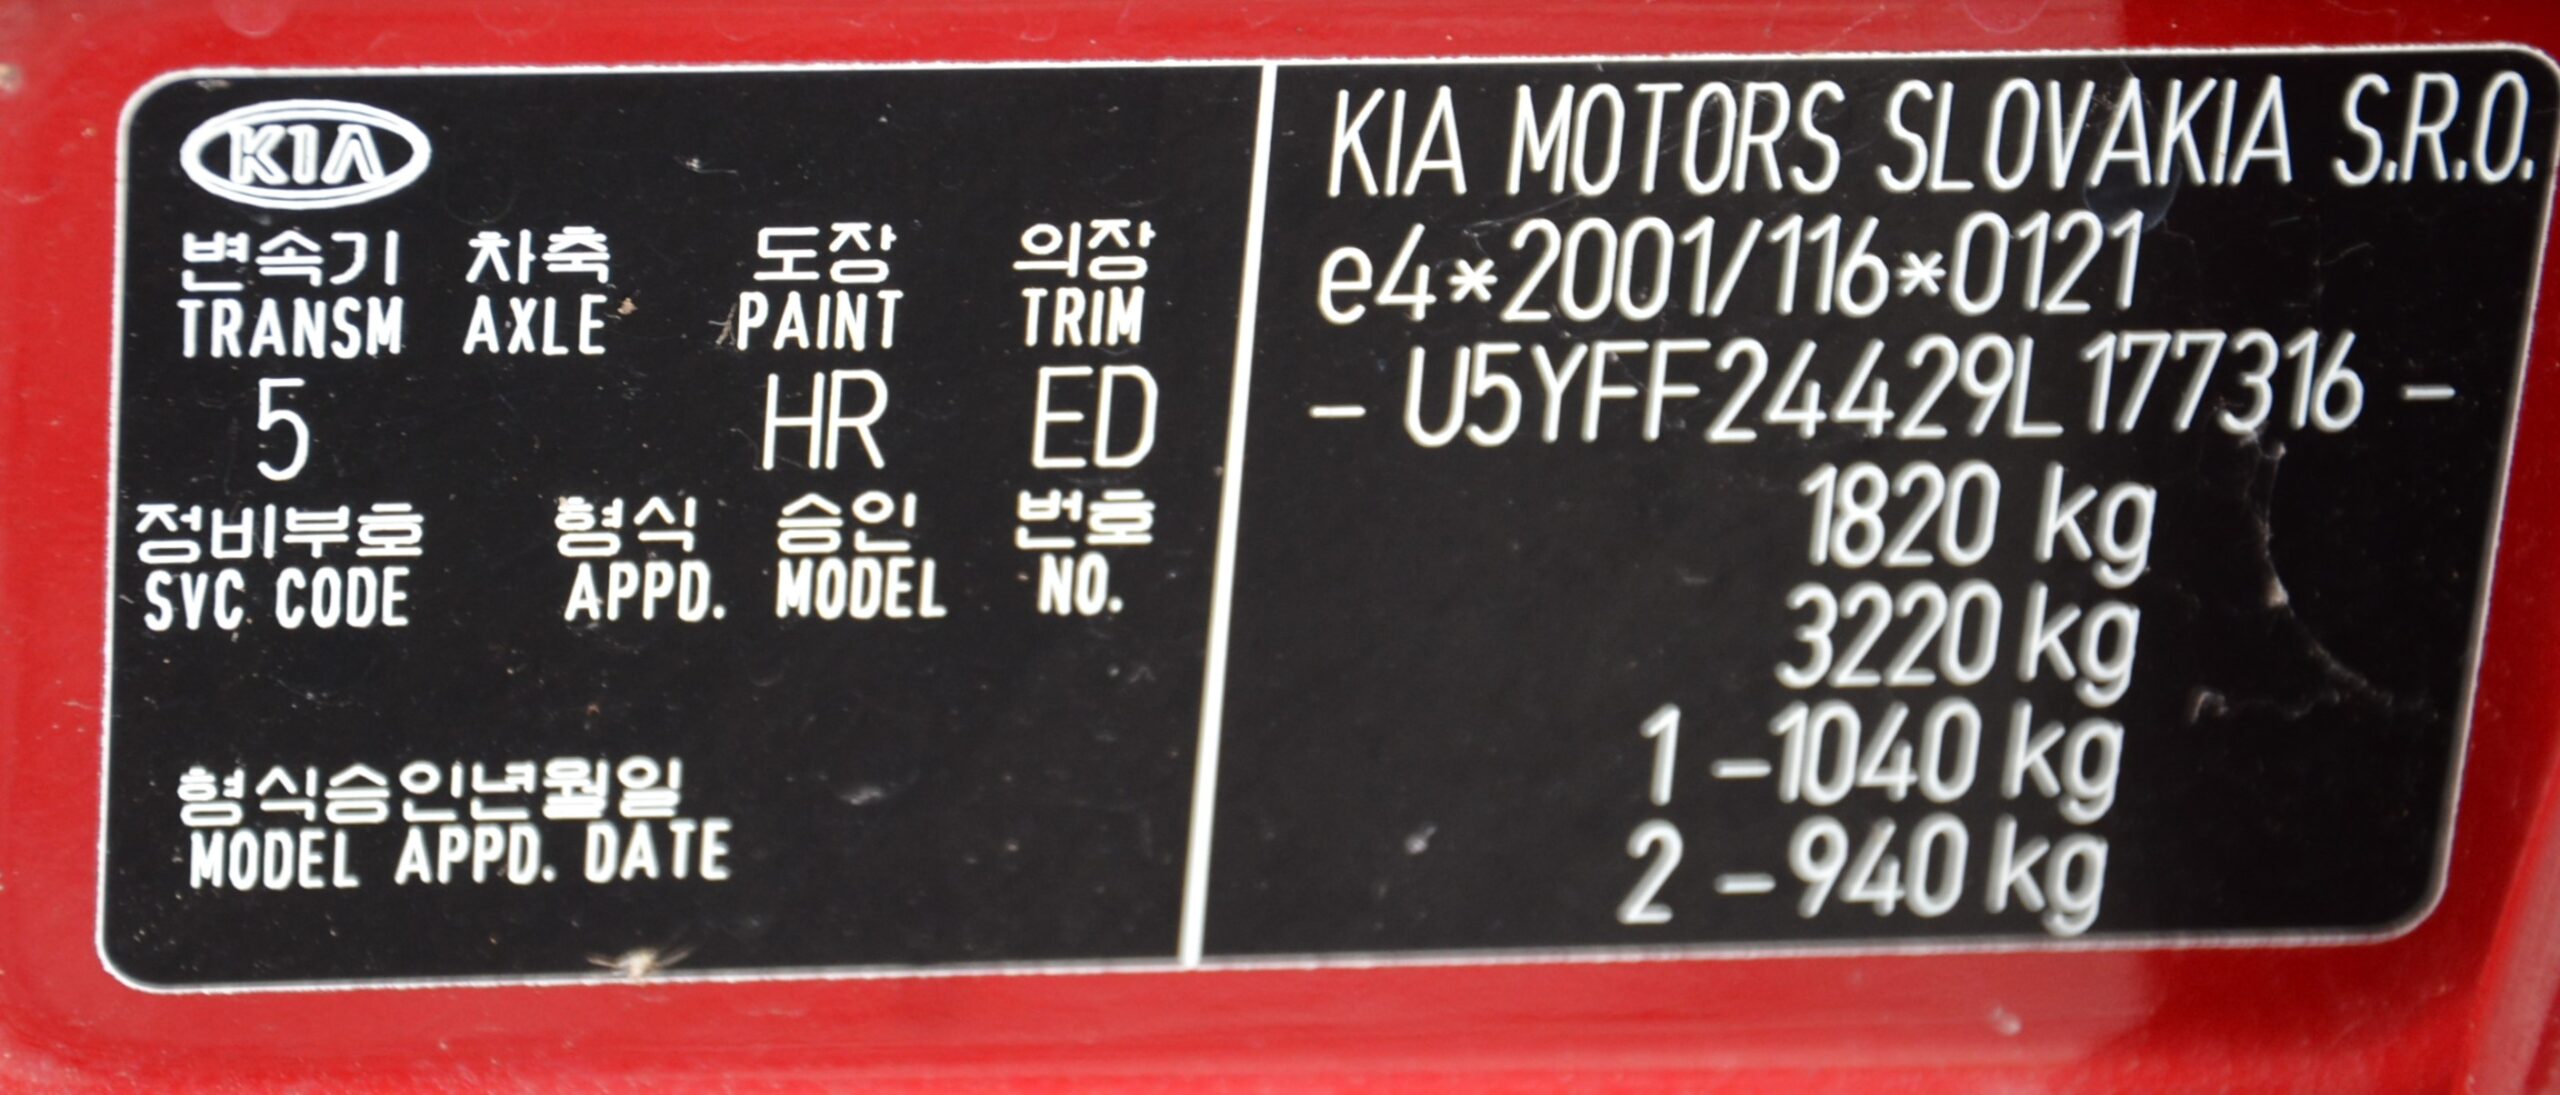 KIA
변속기 차축 도장 의장
TRANSM AXLE PAINT TRIM
5 HR ED
정비부호 형식 승인 번호
SVC CODE APPD. MODEL NO.
형식승인년월일
MODEL APPD. DATE
KIA MOTORS SLOVAKIA S.R.O.
e4*2001/116*0121
- U5YFF24429L177316 -
1820 kg
3220 kg
1 -1040 kg
2 -940 kg